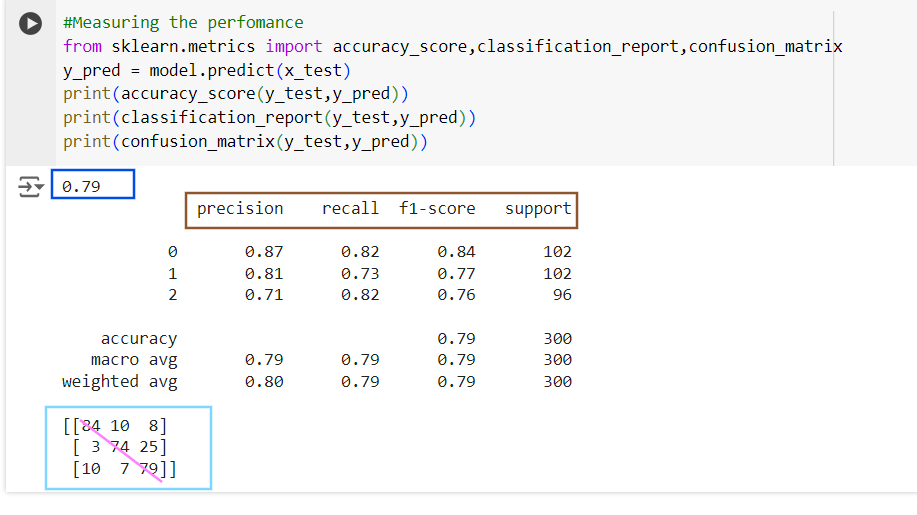 #Measuring the perfomance
from sklearn.metrics import accuracy_score,classification_report,confusion_matrix
y_pred = model.predict(x_test)
print(accuracy_score(y_test,y_pred))
print(classification_report(y_test,y_pred))
print(confusion_matrix(y_test,y_pred))
0.79
precision recall f1-score support
0 0.87 0.82 0.84 102
1 0.81 0.73 0.77 102
2 0.71 0.82 0.76 96
accuracy 0.79 300
macro avg 0.79 0.79 0.79 300
weighted avg 0.80 0.79 0.79 300
[[84 10 8]
[ 3 74 25]
[10 7 79]]